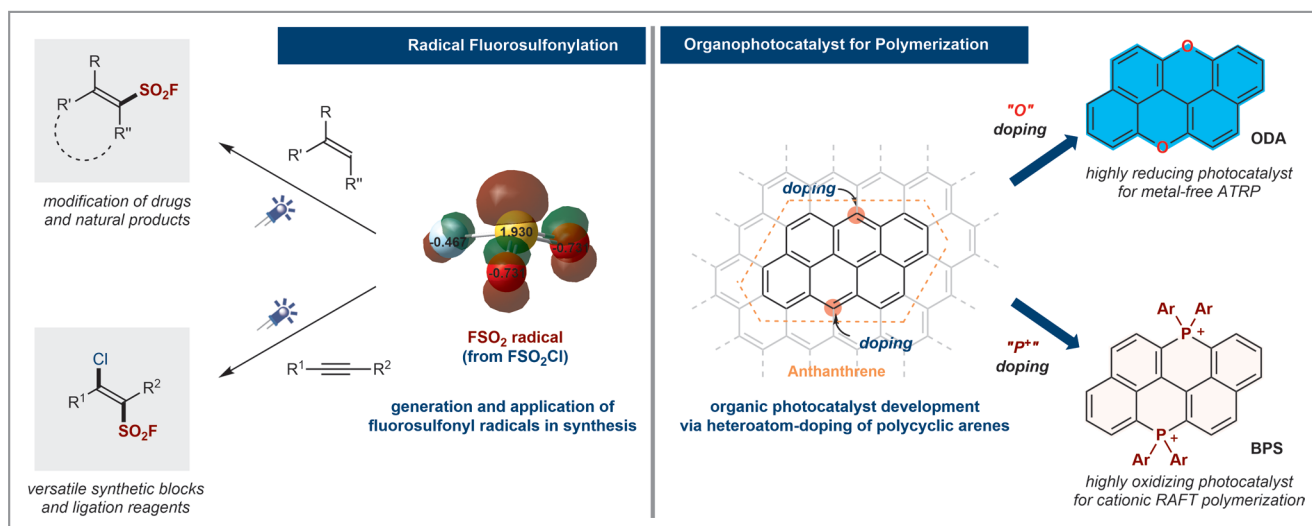 Radical Fluorosulfonylation
R
SO₂F
R'
R"
modification of drugs
and natural products
R
R'
R"
-0.467
1.930
-0.73
-0.73
FSO₂ radical
(from FSO₂Cl)
Cl
R²
R¹
SO₂F
R¹
R²
versatile synthetic blocks
and ligation reagents
generation and application of
fluorosulfonyl radicals in synthesis
Organophotocatalyst for Polymerization
doping
doping
Anthanthrene
organic photocatalyst development
via heteroatom-doping of polycyclic arenes
"O"
doping
O
O
ODA
highly reducing photocatalyst
for metal-free ATRP
"P⁺"
doping
Ar Ar
P⁺
P⁺
Ar Ar
BPS
highly oxidizing photocatalyst
for cationic RAFT polymerization